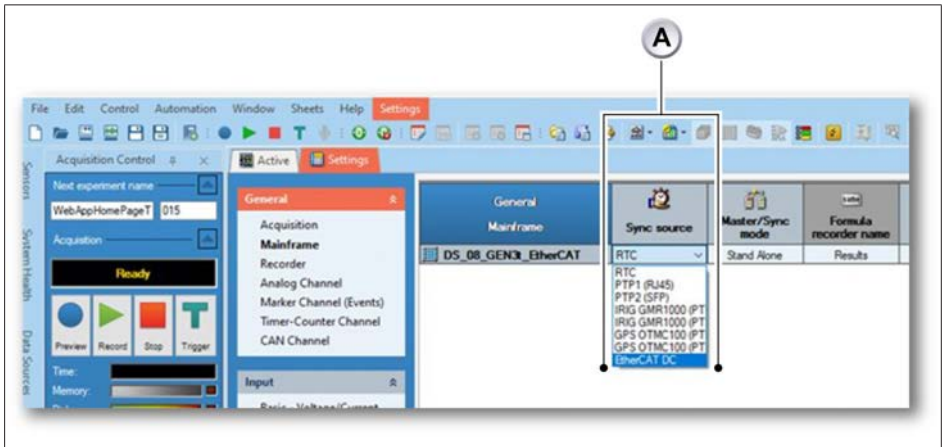 A
File Edit Control Automation Window Sheets Help Settings
Acquisition Control
Active Settings
Sensors
System Health
Data Sources
Next experiment name
WebAppHomePageT 015
Acquisition
Ready
Preview Record Stop Trigger
Time:
Memory:
General
Acquisition
Mainframe
Recorder
Analog Channel
Marker Channel (Events)
Timer-Counter Channel
CAN Channel
Input
Basic - Voltage/Current
General
Mainframe
Sync source
Master/Sync
mode
Formula
recorder name
DS_08_GEN3t_EtherCAT RTC Stand Alone Results
RTC
PTP1 (RJ45)
PTP2 (SFP)
IRIG GMR1000 (PT
IRIG GMR1000 (PT
GPS OTMC100 (PT
GPS OTMC100 (PT
EtherCAT DC